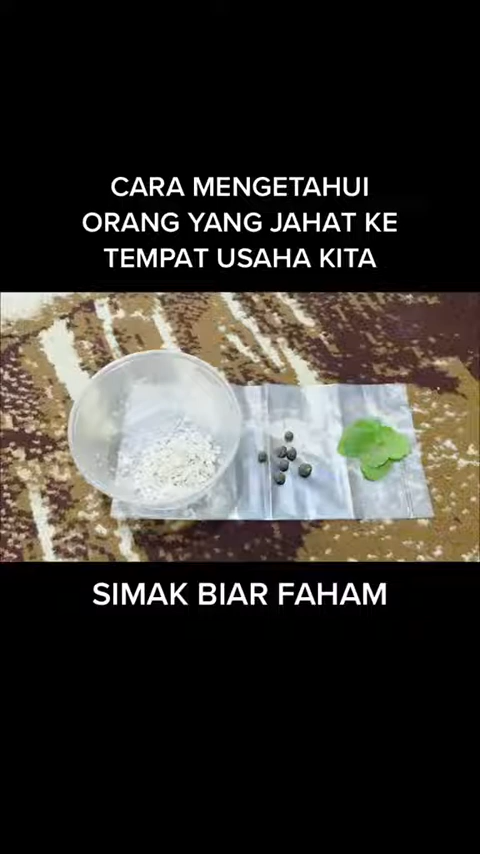 CARA MENGETAHUI
ORANG YANG JAHAT KE
TEMPAT USAHA KITA
SIMAK BIAR FAHAM